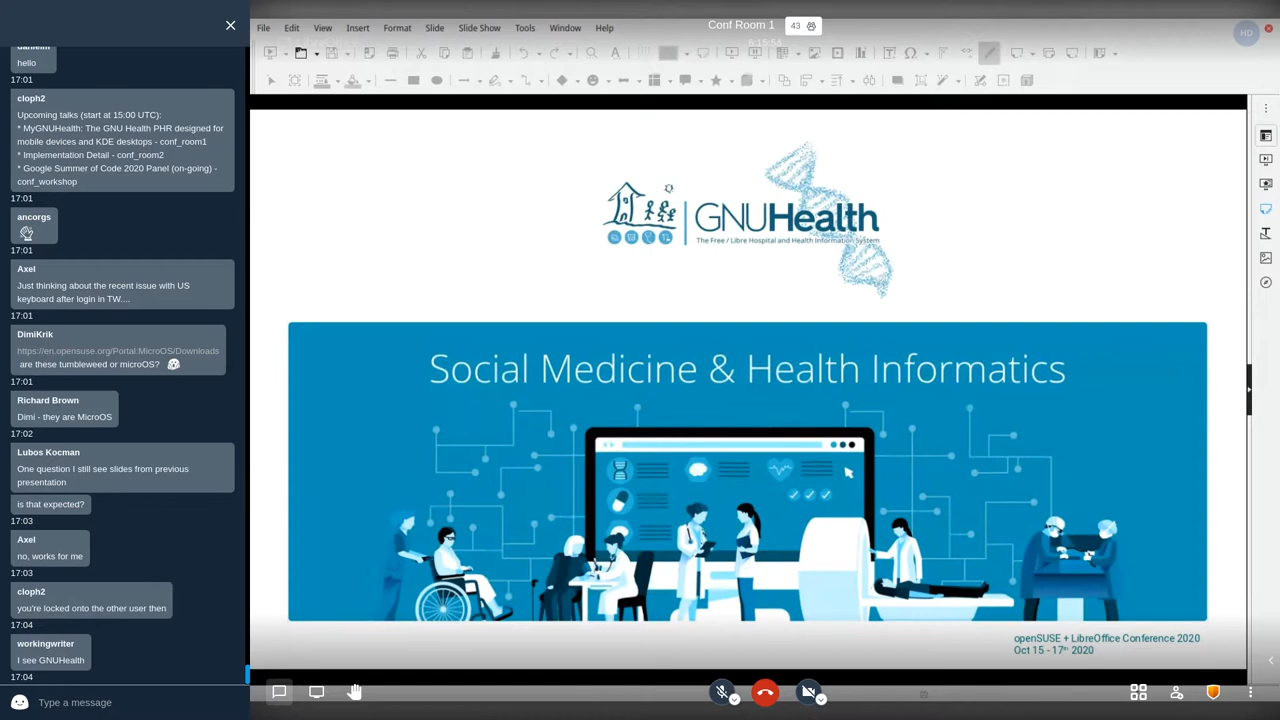 danielm
hello
17:01
cloph2
Upcoming talks (start at 15:00 UTC):
* MyGNUHealth: The GNU Health PHR designed for
mobile devices and KDE desktops - conf_room1
* Implementation Detail - conf_room2
* Google Summer of Code 2020 Panel (on-going) -
conf_workshop
17:01
ancorgs
17:01
Axel
Just thinking about the recent issue with US
keyboard after login in TW....
17:01
DimiKrik
https://en.opensuse.org/Portal:MicroOS/Downloads
are these tumbleweed or microOS?
17:01
Richard Brown
Dimi - they are MicroOS
17:02
Lubos Kocman
One question I still see slides from previous
presentation
is that expected?
17:03
Axel
no, works for me
17:03
cloph2
you're locked onto the other user then
17:04
workingwriter
I see GNUHealth
17:04
Type a message
File Edit View Insert Format Slide Slide Show Tools Window Help
Conf Room 1
43
6:15:54
HD
GNUHealth
The Free / Libre Hospital and Health Information System
Social Medicine & Health Informatics
openSUSE + LibreOffice Conference 2020
Oct 15 - 17th 2020